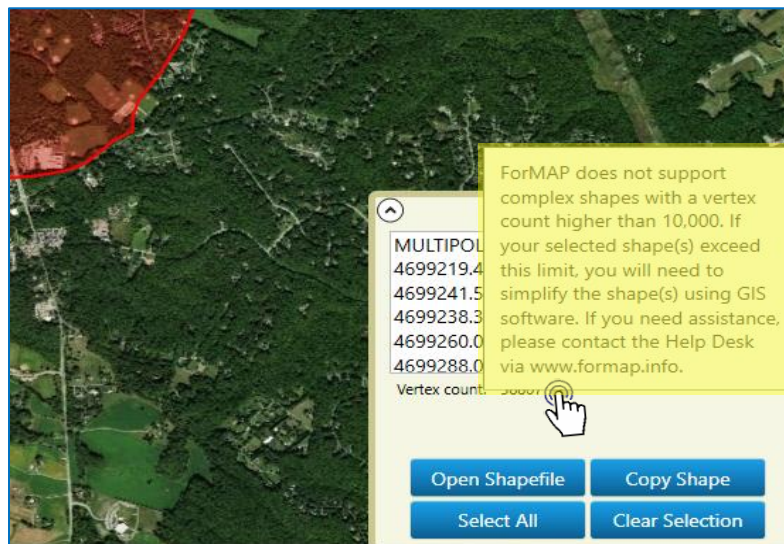 ForMAP does not support
complex shapes with a vertex
count higher than 10,000. If
your selected shape(s) exceed
this limit, you will need to
simplify the shape(s) using GIS
software. If you need assistance,
please contact the Help Desk
via www.formap.info.
MULTIPOL
4699219.4
4699241.5
4699238.3
4699260.0
4699288.0
Vertex count:
Open Shapefile
Copy Shape
Select All
Clear Selection